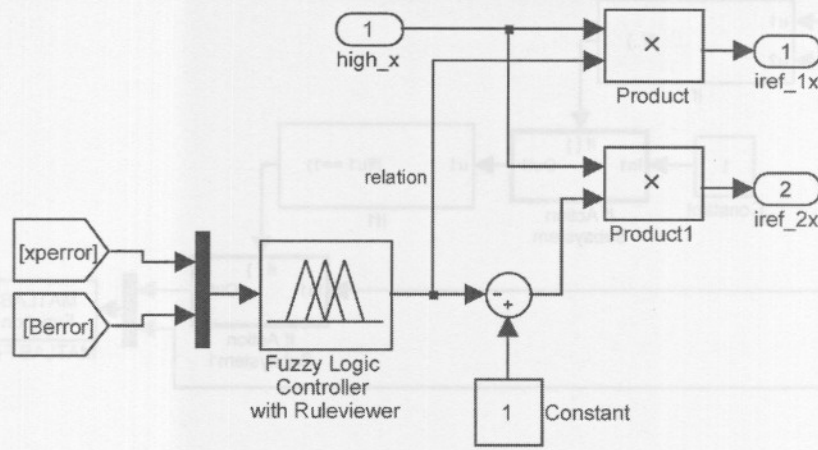 1
high_x
×
Product
1
iref_1x
relation
×
Product1
2
iref_2x
[xperror]
[Berror]
Fuzzy Logic
Controller
with Ruleviewer
-
+
1
Constant